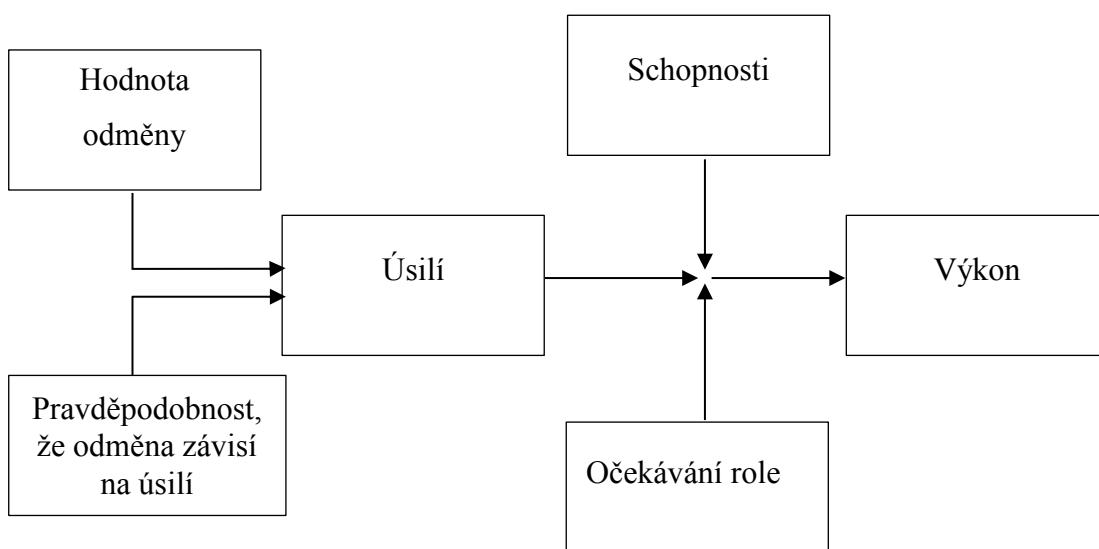 Hodnota
odměny
Schopnosti
Úsilí
Výkon
Pravděpodobnost,
že odměna závisí
na úsilí
Očekávání role